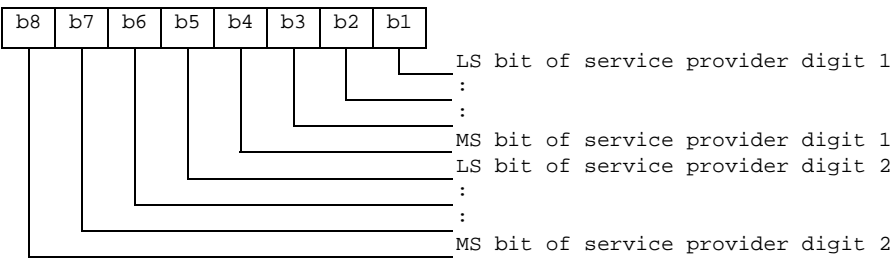 b8 b7 b6 b5 b4 b3 b2 b1
LS bit of service provider digit 1
:
:
MS bit of service provider digit 1
LS bit of service provider digit 2
:
:
MS bit of service provider digit 2